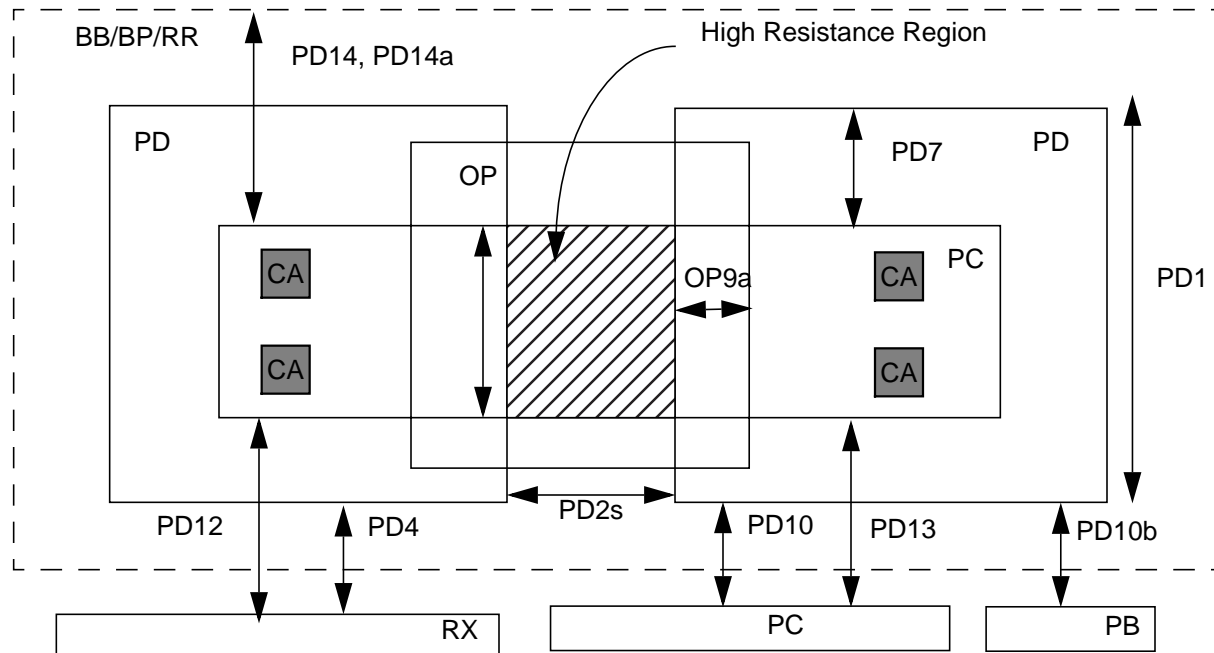 High Resistance Region
BB/BP/RR
PD14, PD14a
PD
PD7
PD
OP
CA
PC
CA
OP9a
PD1
CA
CA
PD2s
PD12
PD4
PD10
PD13
PD10b
RX
PC
PB